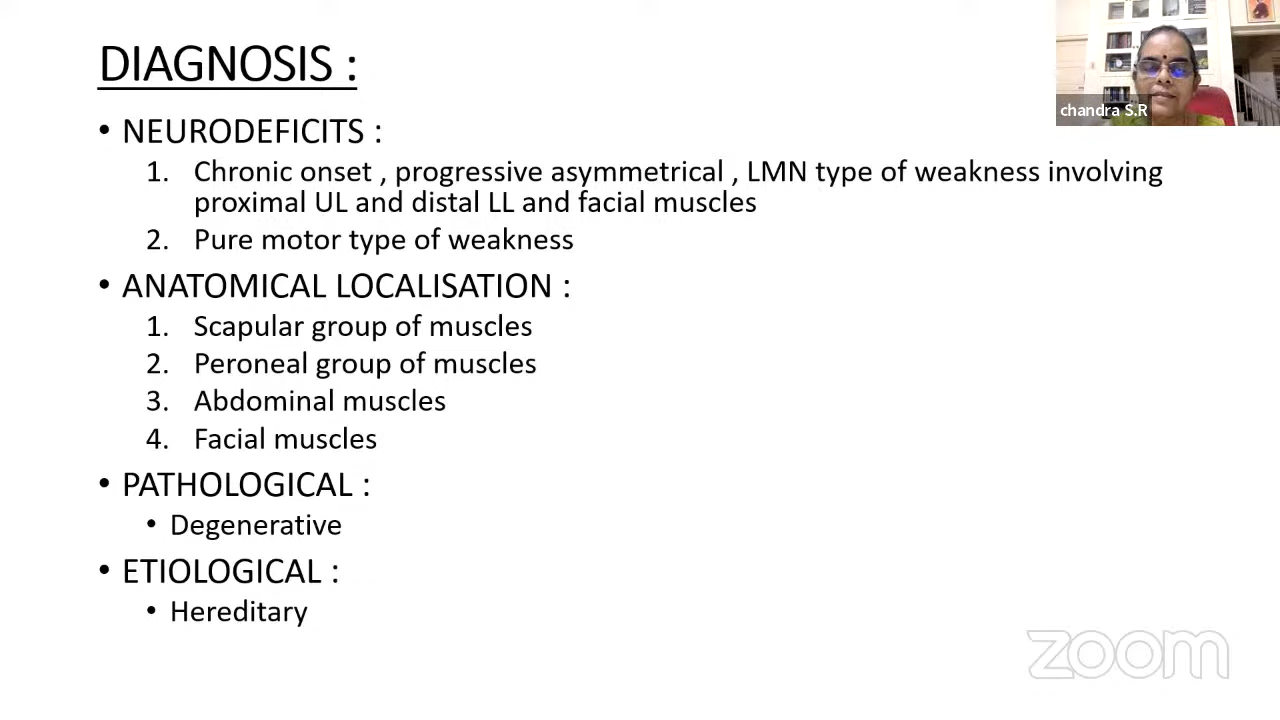 DIAGNOSIS :
chandra S.R
• NEURODEFICITS :
1. Chronic onset , progressive asymmetrical , LMN type of weakness involving
proximal UL and distal LL and facial muscles
2. Pure motor type of weakness
• ANATOMICAL LOCALISATION :
1. Scapular group of muscles
2. Peroneal group of muscles
3. Abdominal muscles
4. Facial muscles
• PATHOLOGICAL :
• Degenerative
• ETIOLOGICAL :
• Hereditary
zoom